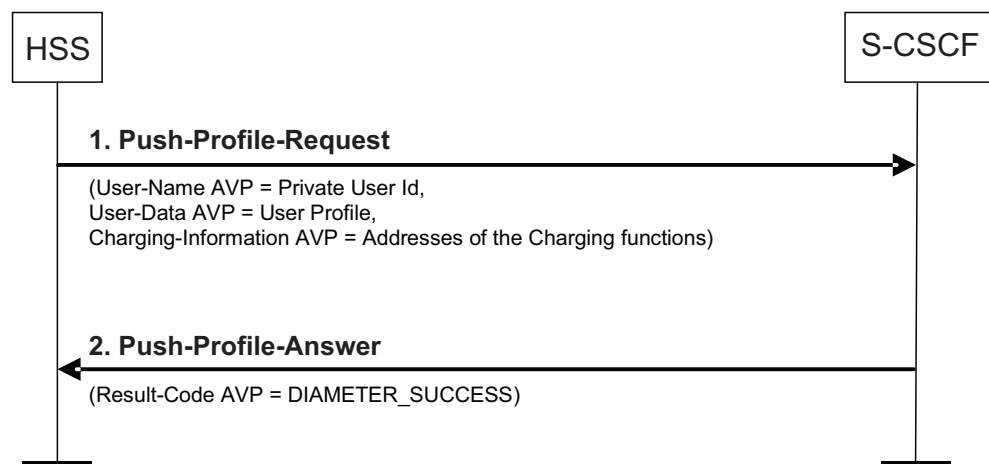 HSS
S-CSCF
1. Push-Profile-Request
(User-Name AVP = Private User Id,
User-Data AVP = User Profile,
Charging-Information AVP = Addresses of the Charging functions)
2. Push-Profile-Answer
(Result-Code AVP = DIAMETER_SUCCESS)